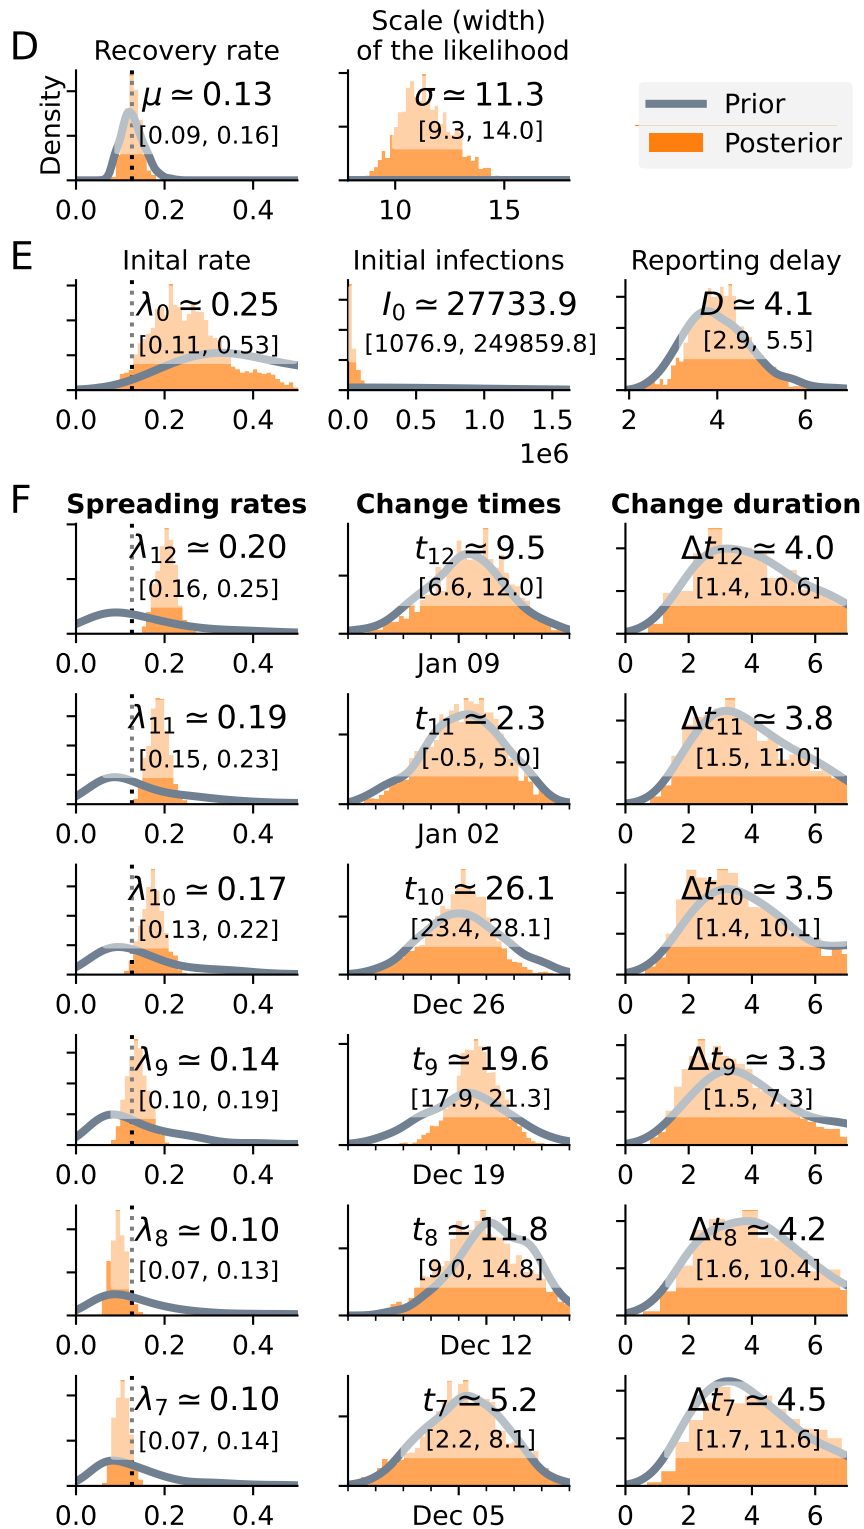 D
Recovery rate
Density
μ ≃ 0.13
[0.09, 0.16]
0.0 0.2 0.4
Scale (width)
of the likelihood
σ ≃ 11.3
[9.3, 14.0]
10 15
Prior
Posterior
E
Inital rate
λ0 ≃ 0.25
[0.11, 0.53]
0.0 0.2 0.4
Initial infections
I0 ≃ 27733.9
[1076.9, 249859.8]
0.0 0.5 1.0 1.5
1e6
Reporting delay
D ≃ 4.1
[2.9, 5.5]
2 4 6
F
Spreading rates Change times Change duration
λ12 ≃ 0.20 t12 ≃ 9.5 Δt12 ≃ 4.0
[0.16, 0.25] [6.6, 12.0] [1.4, 10.6]
0.0 0.2 0.4 Jan 09 0 2 4 6
λ11 ≃ 0.19 t11 ≃ 2.3 Δt11 ≃ 3.8
[0.15, 0.23] [-0.5, 5.0] [1.5, 11.0]
0.0 0.2 0.4 Jan 02 0 2 4 6
λ10 ≃ 0.17 t10 ≃ 26.1 Δt10 ≃ 3.5
[0.13, 0.22] [23.4, 28.1] [1.4, 10.1]
0.0 0.2 0.4 Dec 26 0 2 4 6
λ9 ≃ 0.14 t9 ≃ 19.6 Δt9 ≃ 3.3
[0.10, 0.19] [17.9, 21.3] [1.5, 7.3]
0.0 0.2 0.4 Dec 19 0 2 4 6
λ8 ≃ 0.10 t8 ≃ 11.8 Δt8 ≃ 4.2
[0.07, 0.13] [9.0, 14.8] [1.6, 10.4]
0.0 0.2 0.4 Dec 12 0 2 4 6
λ7 ≃ 0.10 t7 ≃ 5.2 Δt7 ≃ 4.5
[0.07, 0.14] [2.2, 8.1] [1.7, 11.6]
0.0 0.2 0.4 Dec 05 0 2 4 6